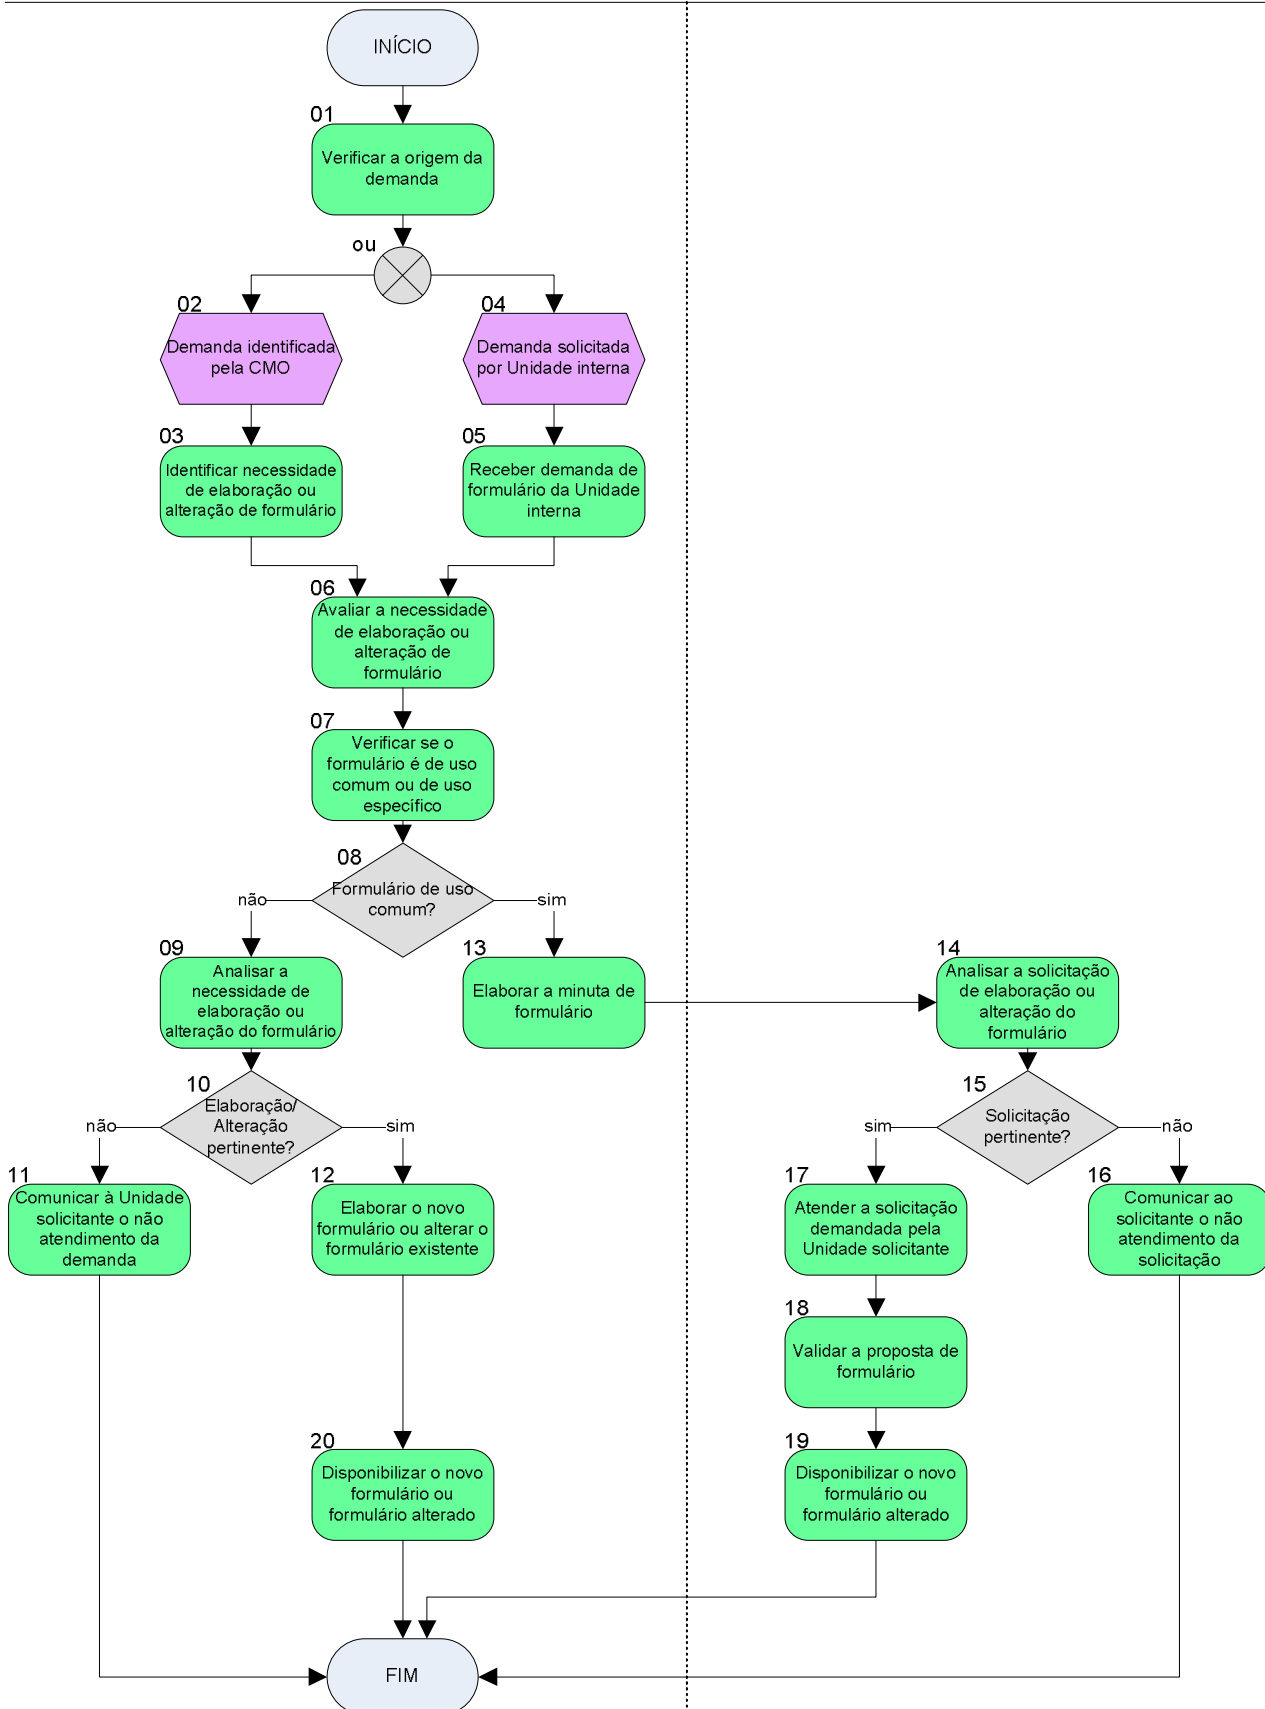 INÍCIO
01
Verificar a origem da
demanda
ou
02
Demanda identificada
pela CMO
04
Demanda solicitada
por Unidade interna
03
Identificar necessidade
de elaboração ou
alteração de formulário
05
Receber demanda de
formulário da Unidade
interna
06
Avaliar a necessidade
de elaboração ou
alteração de
formulário
07
Verificar se o
formulário é de uso
comum ou de uso
específico
08
Formulário de uso
comum?
não
sim
09
Analisar a
necessidade de
elaboração ou
alteração do formulário
13
Elaborar a minuta de
formulário
14
Analisar a solicitação
de elaboração ou
alteração do
formulário
10
Elaboração/
Alteração
pertinente?
não
sim
15
Solicitação
pertinente?
sim
não
11
Comunicar à Unidade
solicitante o não
atendimento da
demanda
12
Elaborar o novo
formulário ou alterar o
formulário existente
17
Atender a solicitação
demandada pela
Unidade solicitante
16
Comunicar ao
solicitante o não
atendimento da
solicitação
18
Validar a proposta de
formulário
20
Disponibilizar o novo
formulário ou
formulário alterado
19
Disponibilizar o novo
formulário ou
formulário alterado
FIM